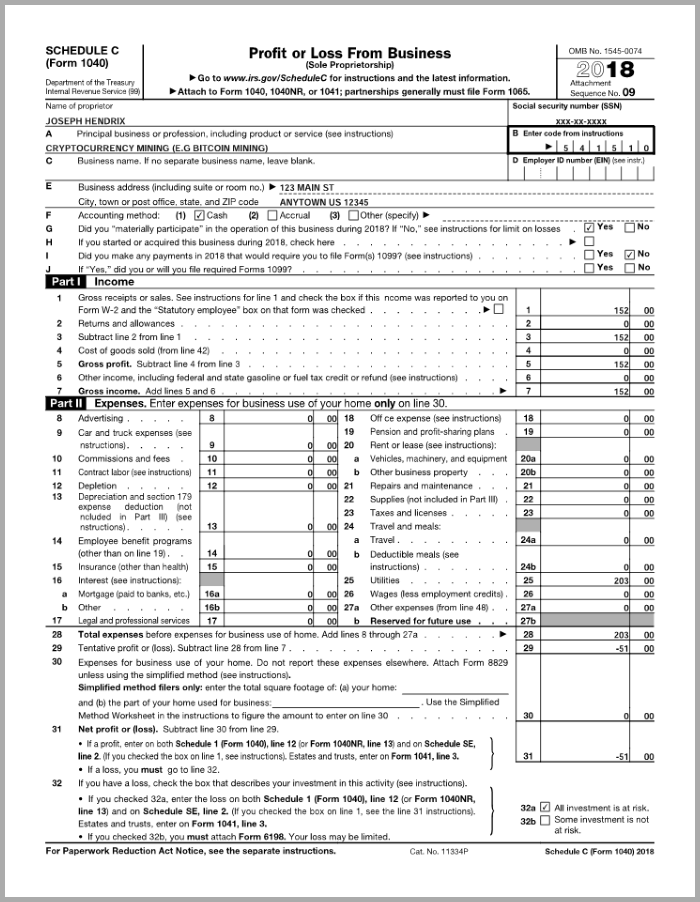 SCHEDULE C
(Form 1040)
Department of the Treasury
Internal Revenue Service (99)
Profit or Loss From Business
(Sole Proprietorship)
▶ Go to www.irs.gov/ScheduleC for instructions and the latest information.
▶ Attach to Form 1040, 1040NR, or 1041; partnerships generally must file Form 1065.
OMB No. 1545-0074
2018
Attachment
Sequence No. 09
Name of proprietor
JOSEPH HENDRIX
Social security number (SSN)
xxx-xx-xxxx
A Principal business or profession, including product or service (see instructions)
CRYPTOCURRENCY MINING (E.G BITCOIN MINING)
B Enter code from instructions
▶ 5 4 1 5 1 0
C Business name. If no separate business name, leave blank.
D Employer ID number (EIN) (see instr.)
E Business address (including suite or room no.) ▶ 123 MAIN ST
City, town or post office, state, and ZIP code ANYTOWN US 12345
F Accounting method: (1) ☑ Cash (2) ☐ Accrual (3) ☐ Other (specify) ▶
G Did you "materially participate" in the operation of this business during 2018? If "No," see instructions for limit on losses . ☑ Yes ☐ No
H If you started or acquired this business during 2018, check here . . . . ▶ ☐
I Did you make any payments in 2018 that would require you to file Form(s) 1099? (see instructions) . . . . ☐ Yes ☑ No
J If "Yes," did you or will you file required Forms 1099? . . . . ☐ Yes ☐ No
Part I Income
1 Gross receipts or sales. See instructions for line 1 and check the box if this ncome was reported to you on
Form W-2 and the "Statutory employee" box on that form was checked . . . . ▶ ☐ 1 152 00
2 Returns and allowances . . . . 2 0 00
3 Subtract line 2 from line 1 . . . . 3 152 00
4 Cost of goods sold (from line 42) . . . . 4 0 00
5 Gross profit. Subtract line 4 from line 3 . . . . 5 152 00
6 Other income, including federal and state gasoline or fuel tax credit or refund (see instructions) . . . . 6 0 00
7 Gross income. Add lines 5 and 6 . . . . ▶ 7 152 00
Part II Expenses. Enter expenses for business use of your home only on line 30.
8 Advertising . . . . . 8 0 00
9 Car and truck expenses (see
nstructions) . . . . . 9 0 00
10 Commissions and fees . 10 0 00
11 Contract labor (see instructions) 11 0 00
12 Depletion . . . . . 12 0 00
13 Depreciation and section 179
expense deduction (not
ncluded in Part III) (see
nstructions) . . . . . 13 0 00
14 Employee benefit programs
(other than on line 19) . . 14 0 00
15 Insurance (other than health) 15 0 00
16 Interest (see instructions):
a Mortgage (paid to banks, etc.) 16a 0 00
b Other . . . . . . 16b 0 00
17 Legal and professional services 17 0 00
18 Off ce expense (see instructions) 18 0 00
19 Pension and profit-sharing plans . 19 0 00
20 Rent or lease (see instructions):
a Vehicles, machinery, and equipment 20a 0 00
b Other business property . . . 20b 0 00
21 Repairs and maintenance . . . 21 0 00
22 Supplies (not included in Part III) . 22 0 00
23 Taxes and licenses . . . . . 23 0 00
24 Travel and meals:
a Travel . . . . . . . . 24a 0 00
b Deductible meals (see
instructions) . . . . . . 24b 0 00
25 Utilities . . . . . . . 25 203 00
26 Wages (less employment credits) . 26 0 00
27a Other expenses (from line 48) . . 27a 0 00
b Reserved for future use . . . 27b
28 Total expenses before expenses for business use of home. Add lines 8 through 27a . . . . . . ▶ 28 203 00
29 Tentative profit or (loss). Subtract line 28 from line 7 . . . . 29 -51 00
30 Expenses for business use of your home. Do not report these expenses elsewhere. Attach Form 8829
unless using the simplified method (see instructions).
Simplified method filers only: enter the total square footage of: (a) your home:
and (b) the part of your home used for business: . Use the Simplified
Method Worksheet in the instructions to figure the amount to enter on line 30 . . . . 30 0 00
31 Net profit or (loss). Subtract line 30 from line 29.
• If a profit, enter on both Schedule 1 (Form 1040), line 12 (or Form 1040NR, line 13) and on Schedule SE,
line 2. (If you checked the box on line 1, see instructions). Estates and trusts, enter on Form 1041, line 3.
• If a loss, you must go to line 32.
31 -51 00
32 If you have a loss, check the box that describes your investment in this activity (see instructions).
• If you checked 32a, enter the loss on both Schedule 1 (Form 1040), line 12 (or Form 1040NR,
line 13) and on Schedule SE, line 2. (If you checked the box on line 1, see the line 31 instructions).
Estates and trusts, enter on Form 1041, line 3.
• If you checked 32b, you must attach Form 6198. Your loss may be limited.
32a ☑ All investment is at risk.
32b ☐ Some investment is not
at risk.
For Paperwork Reduction Act Notice, see the separate instructions. Cat. No. 11334P Schedule C (Form 1040) 2018